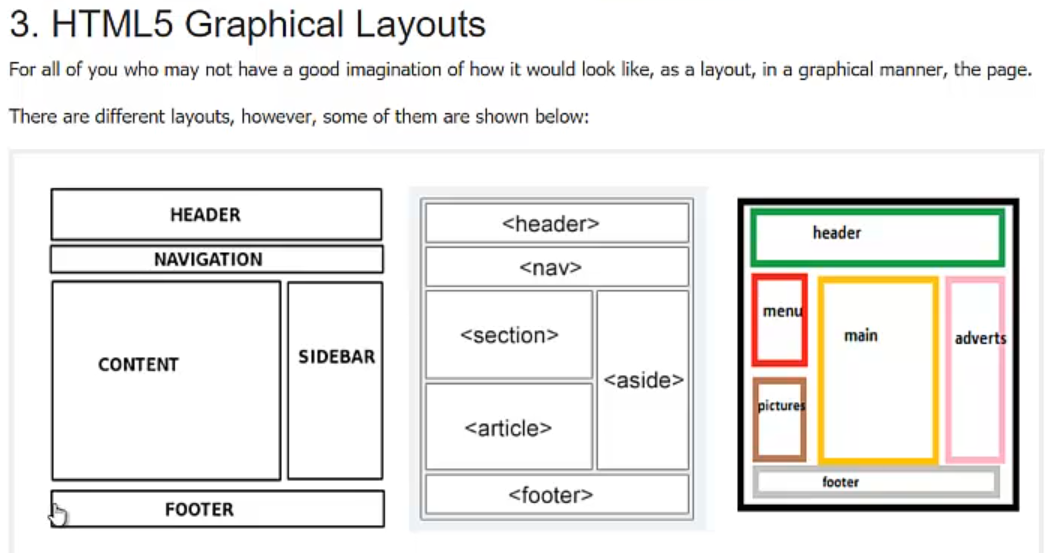 3. HTML5 Graphical Layouts
For all of you who may not have a good imagination of how it would look like, as a layout, in a graphical manner, the page.
There are different layouts, however, some of them are shown below:
HEADER
NAVIGATION
CONTENT
SIDEBAR
FOOTER
<header>
<nav>
<section>
<aside>
<article>
<footer>
header
menu
main
adverts
pictures
footer